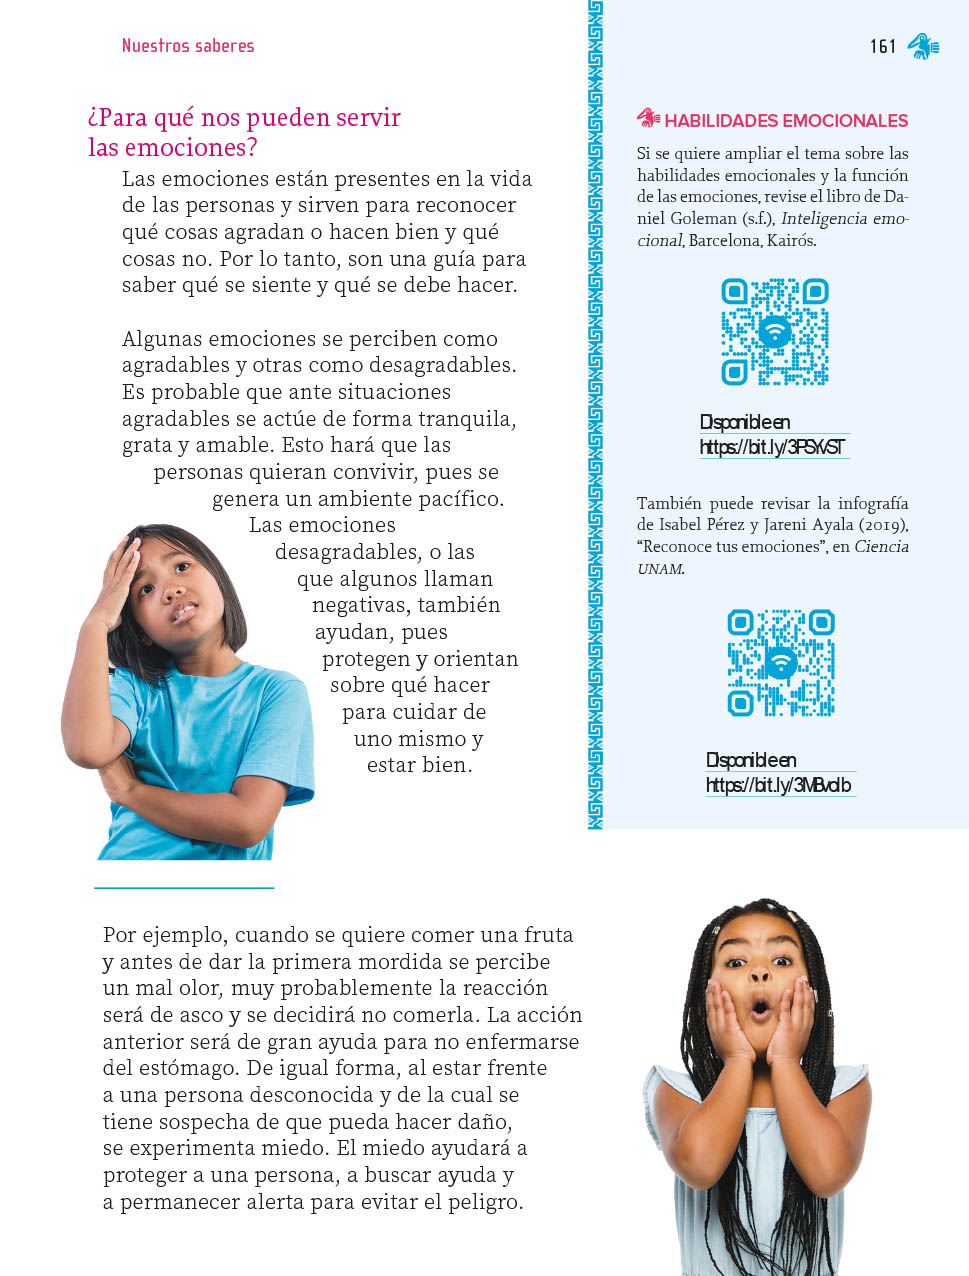 Nuestros saberes
161
¿Para qué nos pueden servir
las emociones?
Las emociones están presentes en la vida
de las personas y sirven para reconocer
qué cosas agradan o hacen bien y qué
cosas no. Por lo tanto, son una guía para
saber qué se siente y qué se debe hacer.
Algunas emociones se perciben como
agradables y otras como desagradables.
Es probable que ante situaciones
agradables se actúe de forma tranquila,
grata y amable. Esto hará que las
personas quieran convivir, pues se
genera un ambiente pacífico.
Las emociones
desagradables, o las
que algunos llaman
negativas, también
ayudan, pues
protegen y orientan
sobre qué hacer
para cuidar de
uno mismo y
estar bien.
Por ejemplo, cuando se quiere comer una fruta
y antes de dar la primera mordida se percibe
un mal olor, muy probablemente la reacción
será de asco y se decidirá no comerla. La acción
anterior será de gran ayuda para no enfermarse
del estómago. De igual forma, al estar frente
a una persona desconocida y de la cual se
tiene sospecha de que pueda hacer daño,
se experimenta miedo. El miedo ayudará a
proteger a una persona, a buscar ayuda y
a permanecer alerta para evitar el peligro.
HABILIDADES EMOCIONALES
Si se quiere ampliar el tema sobre las
habilidades emocionales y la función
de las emociones, revise el libro de Da-
niel Goleman (s.f.), Inteligencia emo-
cional, Barcelona, Kairós.
Disponible en
También puede revisar la infografía
de Isabel Pérez y Jareni Ayala (2019),
“Reconoce tus emociones”, en Ciencia
UNAM.
Disponible en